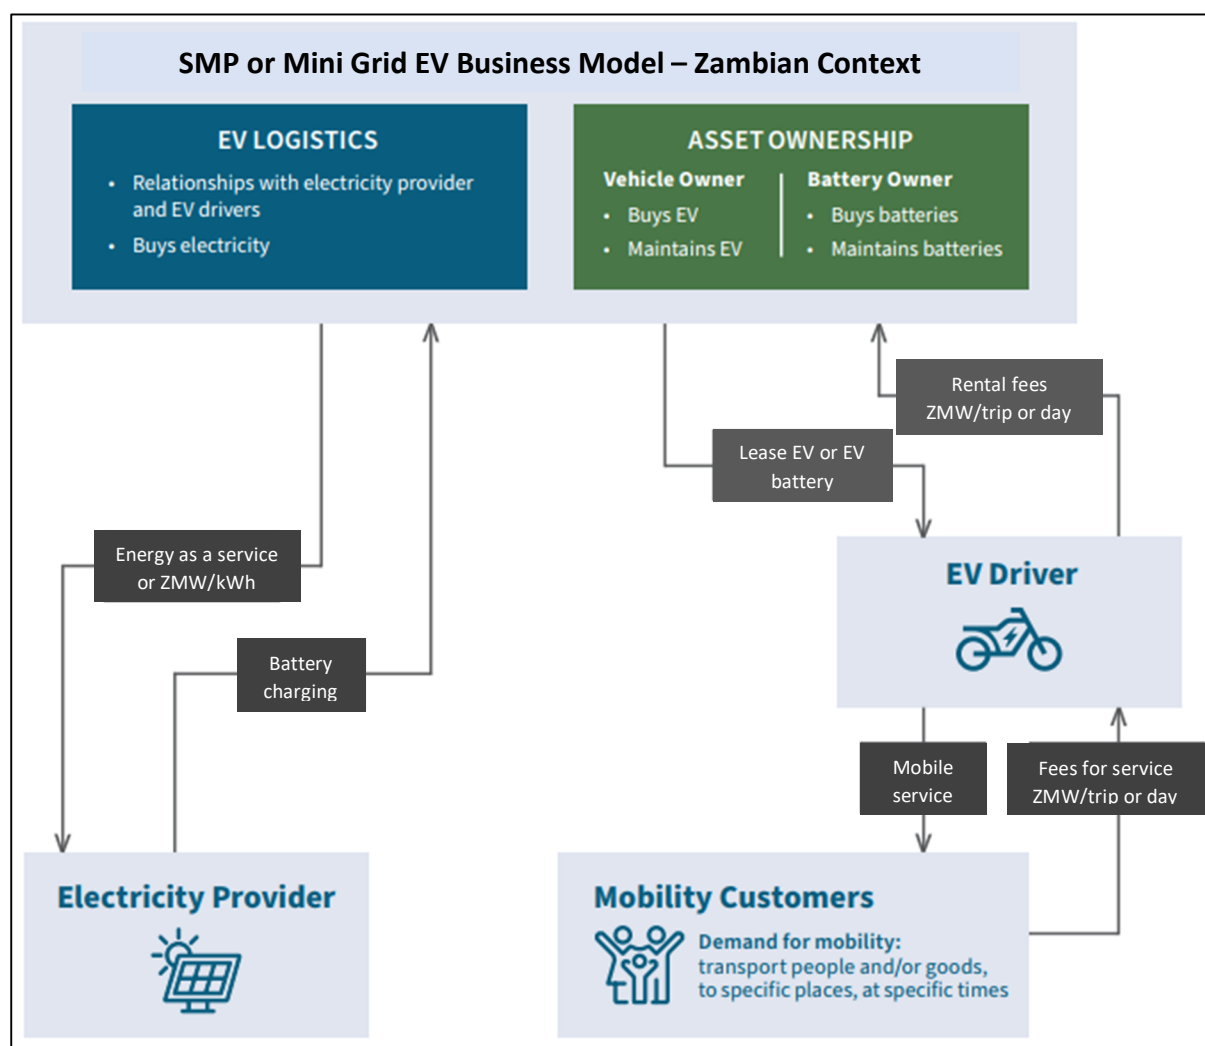 SMP or Mini Grid EV Business Model – Zambian Context
EV LOGISTICS
• Relationships with electricity provider
and EV drivers
• Buys electricity
ASSET OWNERSHIP
Vehicle Owner
• Buys EV
• Maintains EV
Battery Owner
• Buys batteries
• Maintains batteries
Rental fees
ZMW/trip or day
Lease EV or EV
battery
Energy as a service
or ZMW/kWh
Battery
charging
EV Driver
Mobile
service
Fees for service
ZMW/trip or day
Electricity Provider
Mobility Customers
Demand for mobility:
transport people and/or goods,
to specific places, at specific times